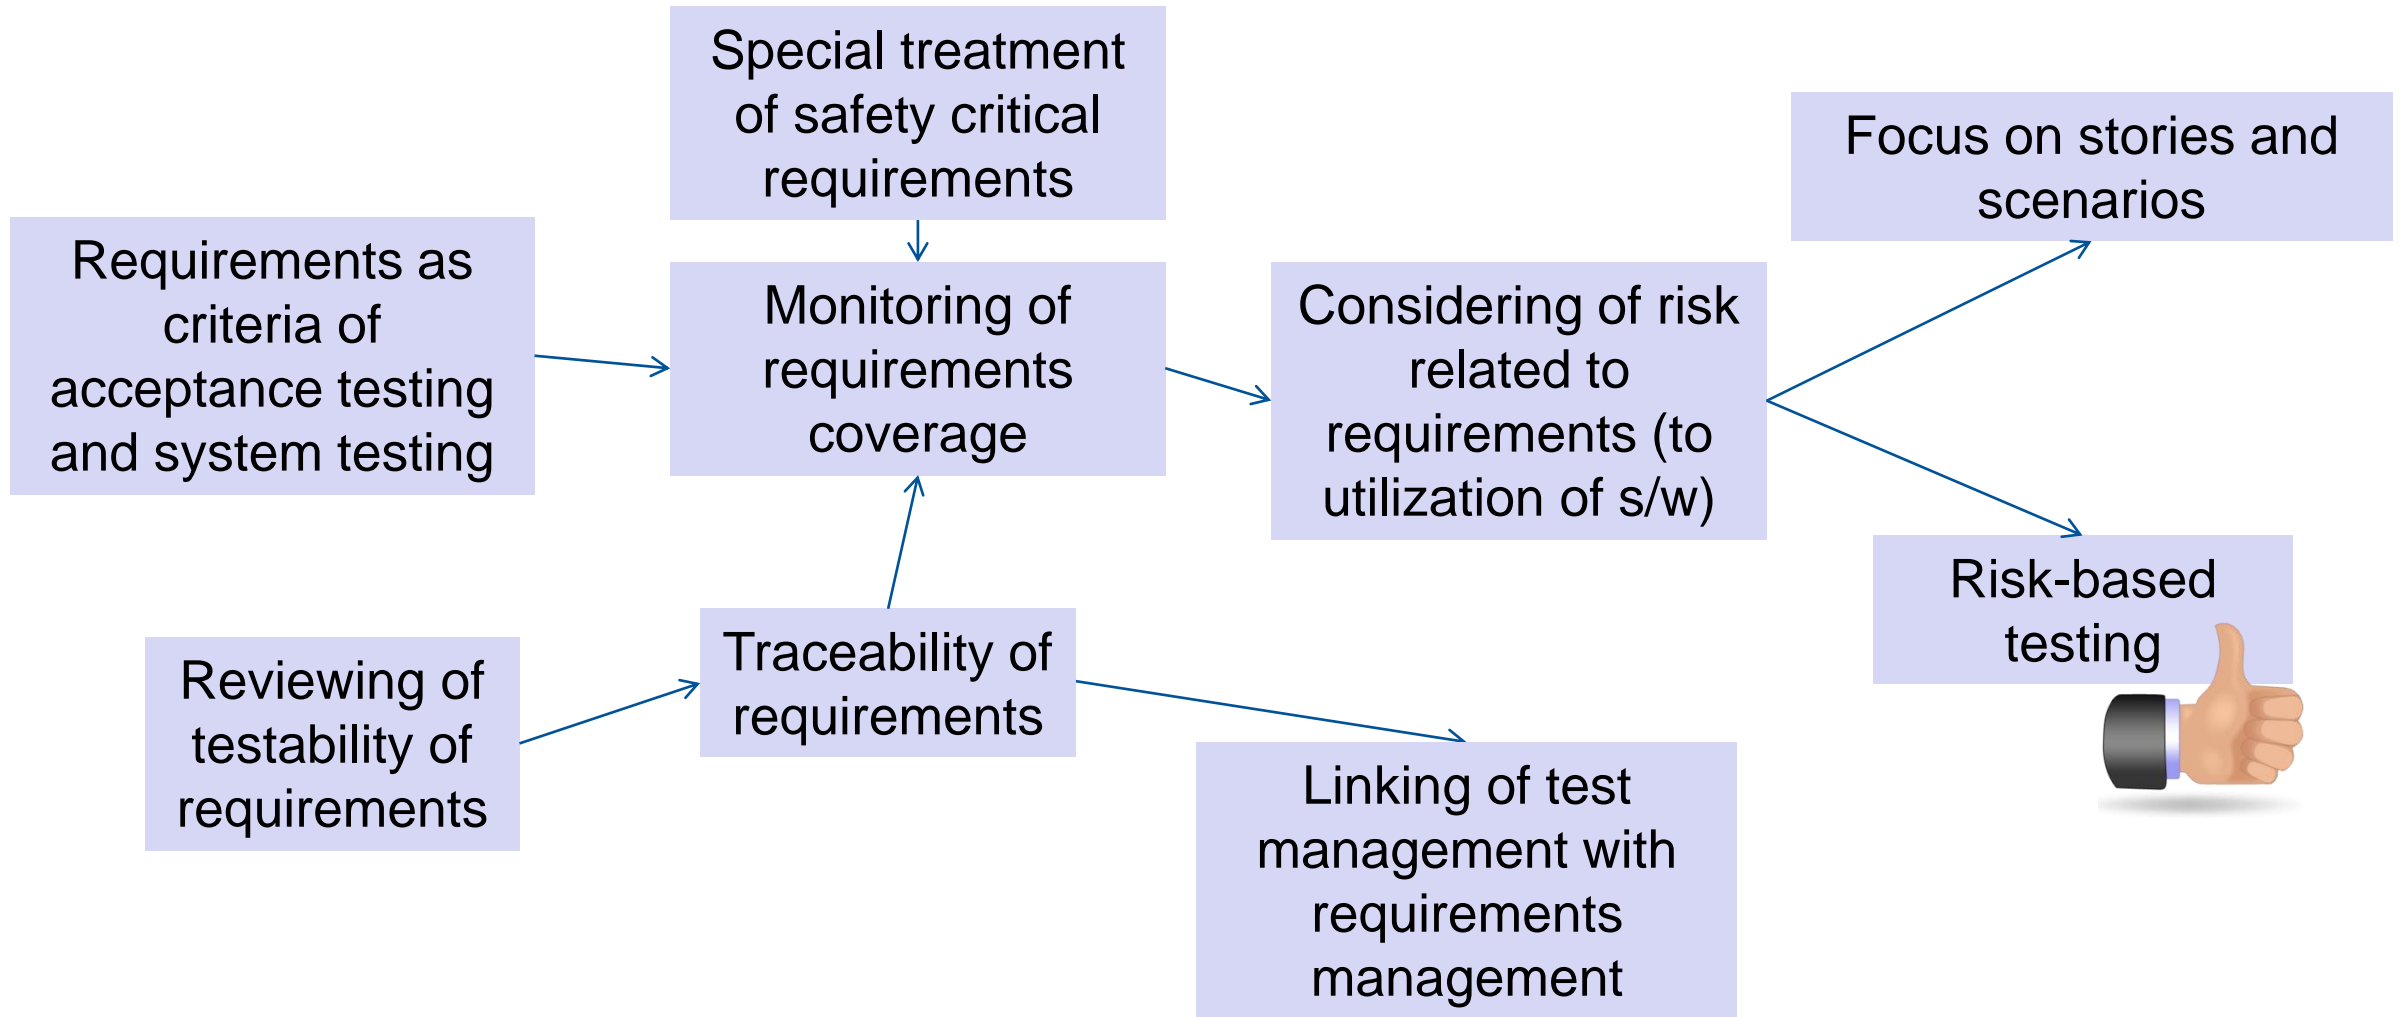 Special treatment
of safety critical
requirements
Focus on stories and
scenarios
Requirements as
criteria of
acceptance testing
and system testing
Monitoring of
requirements
coverage
Considering of risk
related to
requirements (to
utilization of s/w)
Risk-based
testing
Reviewing of
testability of
requirements
Traceability of
requirements
Linking of test
management with
requirements
management